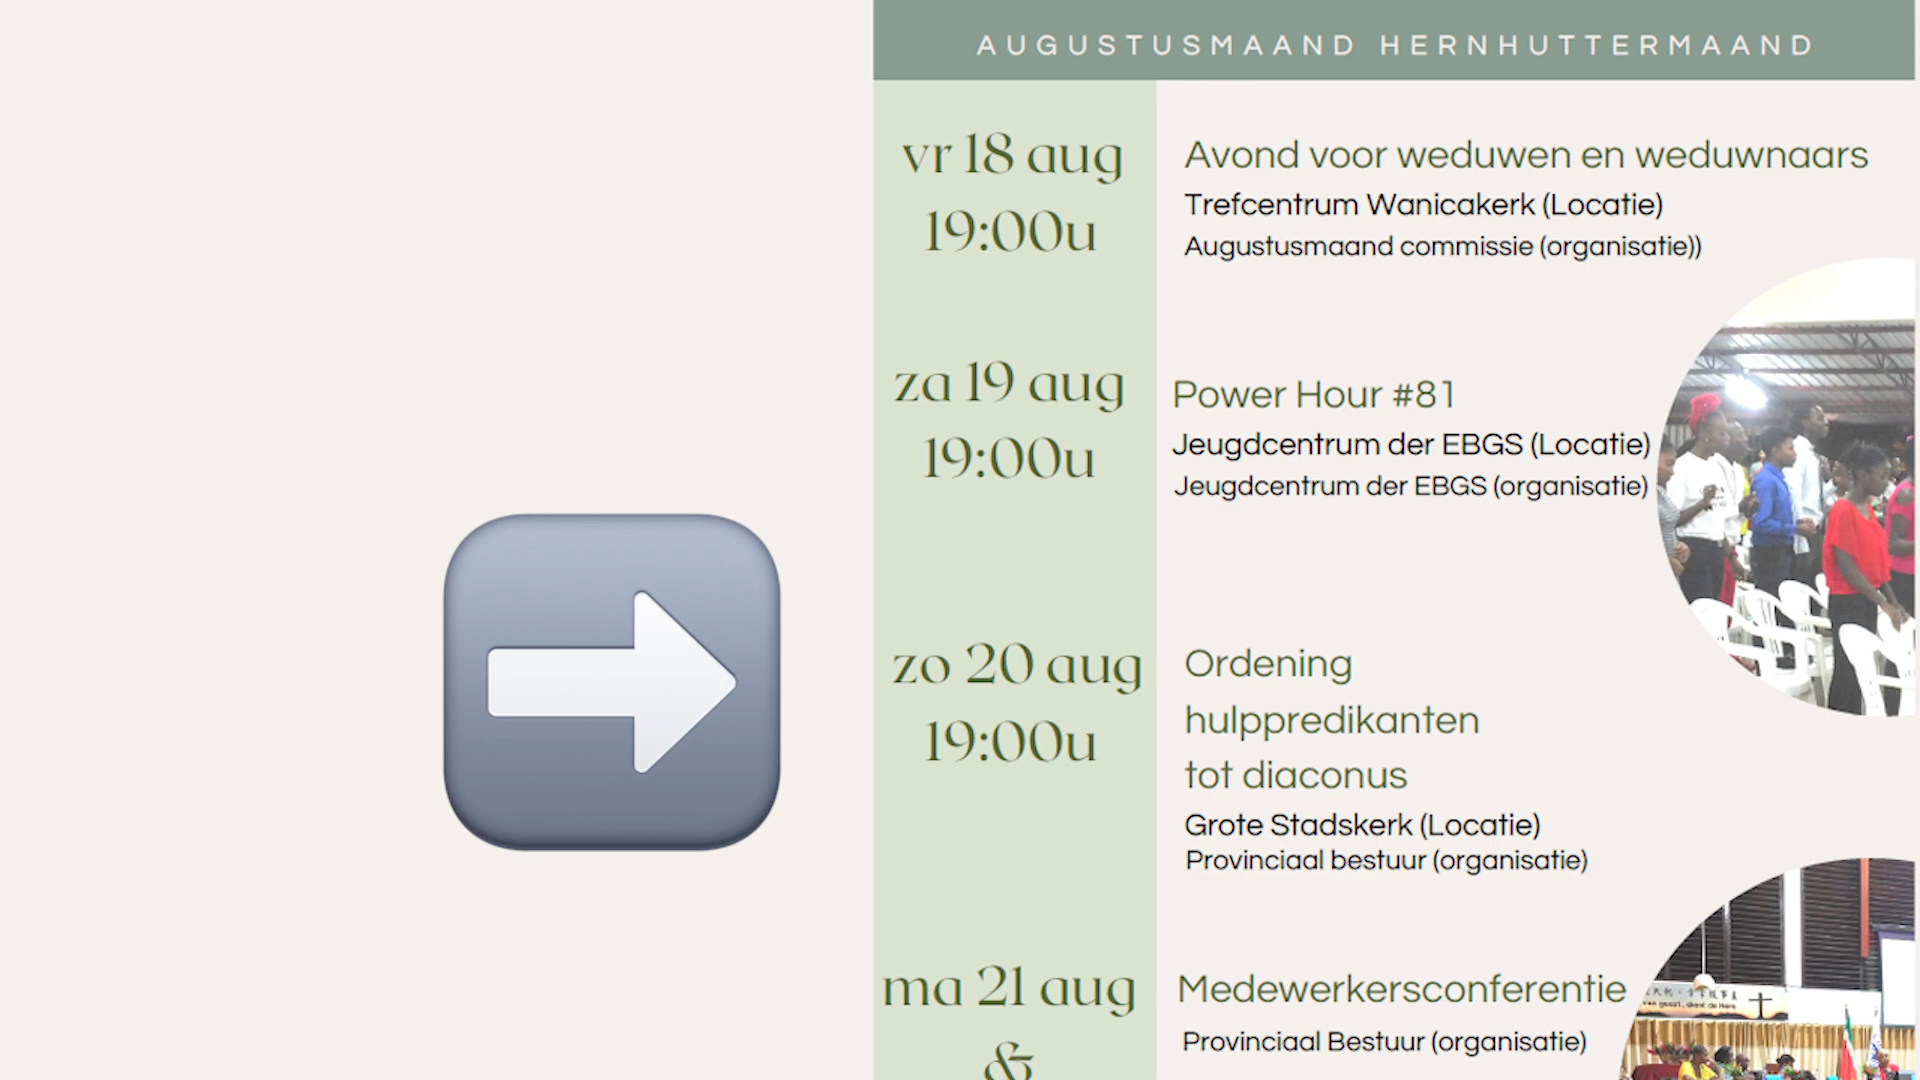 AUGUSTUSMAAND HERNHUTTERMAAND
vr 18 aug
19:00u
Avond voor weduwen en weduwnaars
Trefcentrum Wanicakerk (Locatie)
Augustusmaand commissie (organisatie))
za 19 aug
19:00u
Power Hour #81
Jeugdcentrum der EBGS (Locatie)
Jeugdcentrum der EBGS (organisatie)
zo 20 aug
19:00u
Ordening
hulppredikanten
tot diaconus
Grote Stadskerk (Locatie)
Provinciaal bestuur (organisatie)
ma 21 aug
&
Medewerkersconferentie
Provinciaal Bestuur (organisatie)